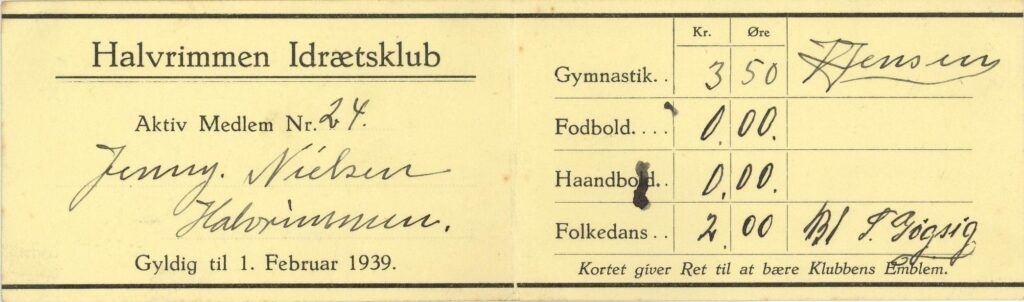 Halvrimmen Idrætsklub
Aktiv Medlem Nr. 24.
Jenny. Nielsen
Halvrimmen.
Gyldig til 1. Februar 1939.
Kr. Øre
Gymnastik.. 3 50 Jensen
Fodbold.... 0.00.
Haandbold.. 0.00.
Folkedans.. 2.00
Kortet giver Ret til at bære Klubbens Emblem.